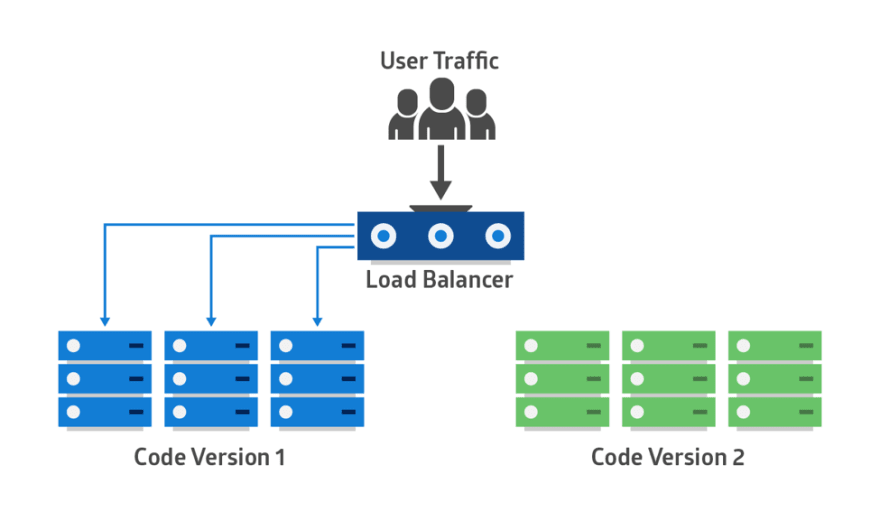 User Traffic
Load Balancer
Code Version 1
Code Version 2